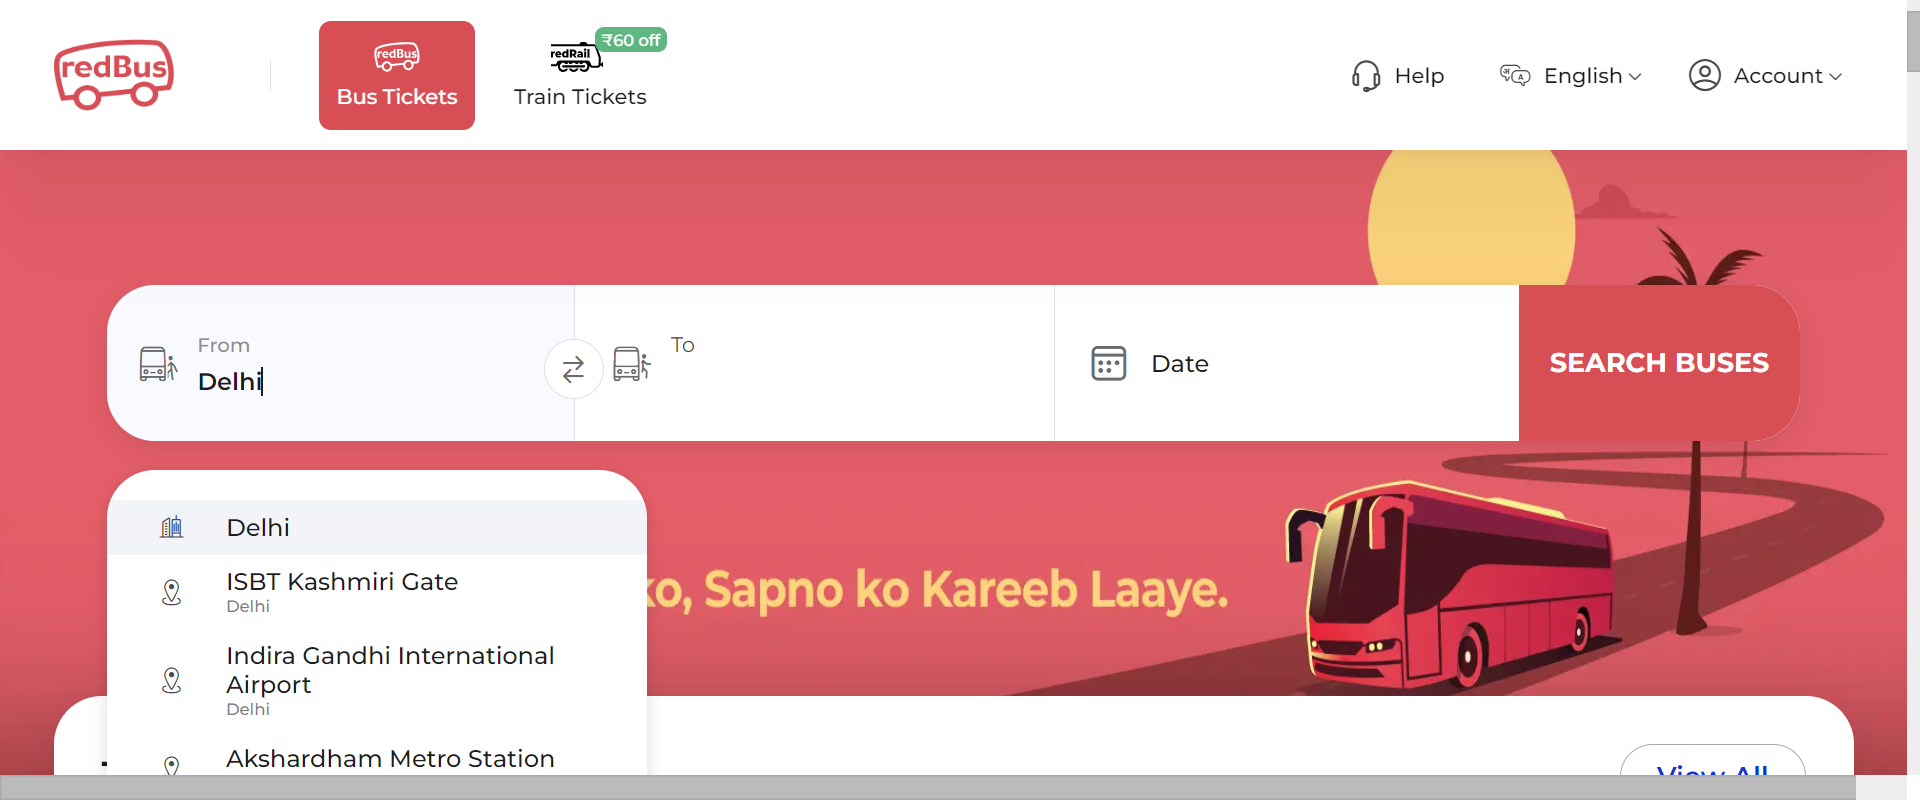 redBus
redBus
Bus Tickets
redRail
₹60 off
Train Tickets
Help
English
Account
From
Delhi
To
Date
SEARCH BUSES
Delhi
ISBT Kashmiri Gate
Delhi
Indira Gandhi International
Airport
Delhi
Akshardham Metro Station
ko, Sapno ko Kareeb Laaye.
View All